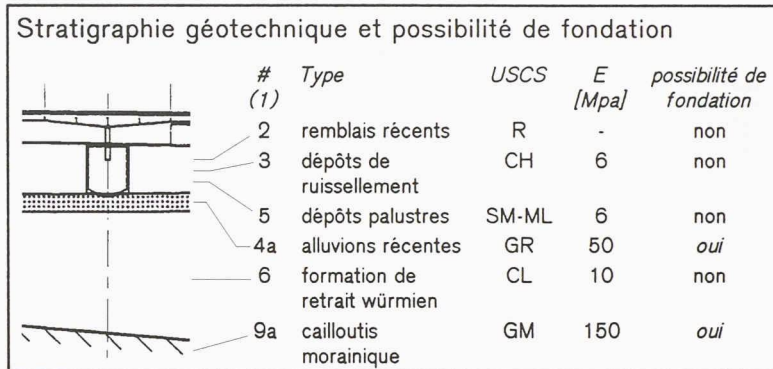 Stratigraphie géotechnique et possibilité de fondation
# Type USCS E possibilité de
(1) [Mpa] fondation
2 remblais récents R - non
3 dépôts de CH 6 non
ruissellement
5 dépôts palustres SM-ML 6 non
4a alluvions récentes GR 50 oui
6 formation de CL 10 non
retrait würmien
9a cailloutis GM 150 oui
morainique